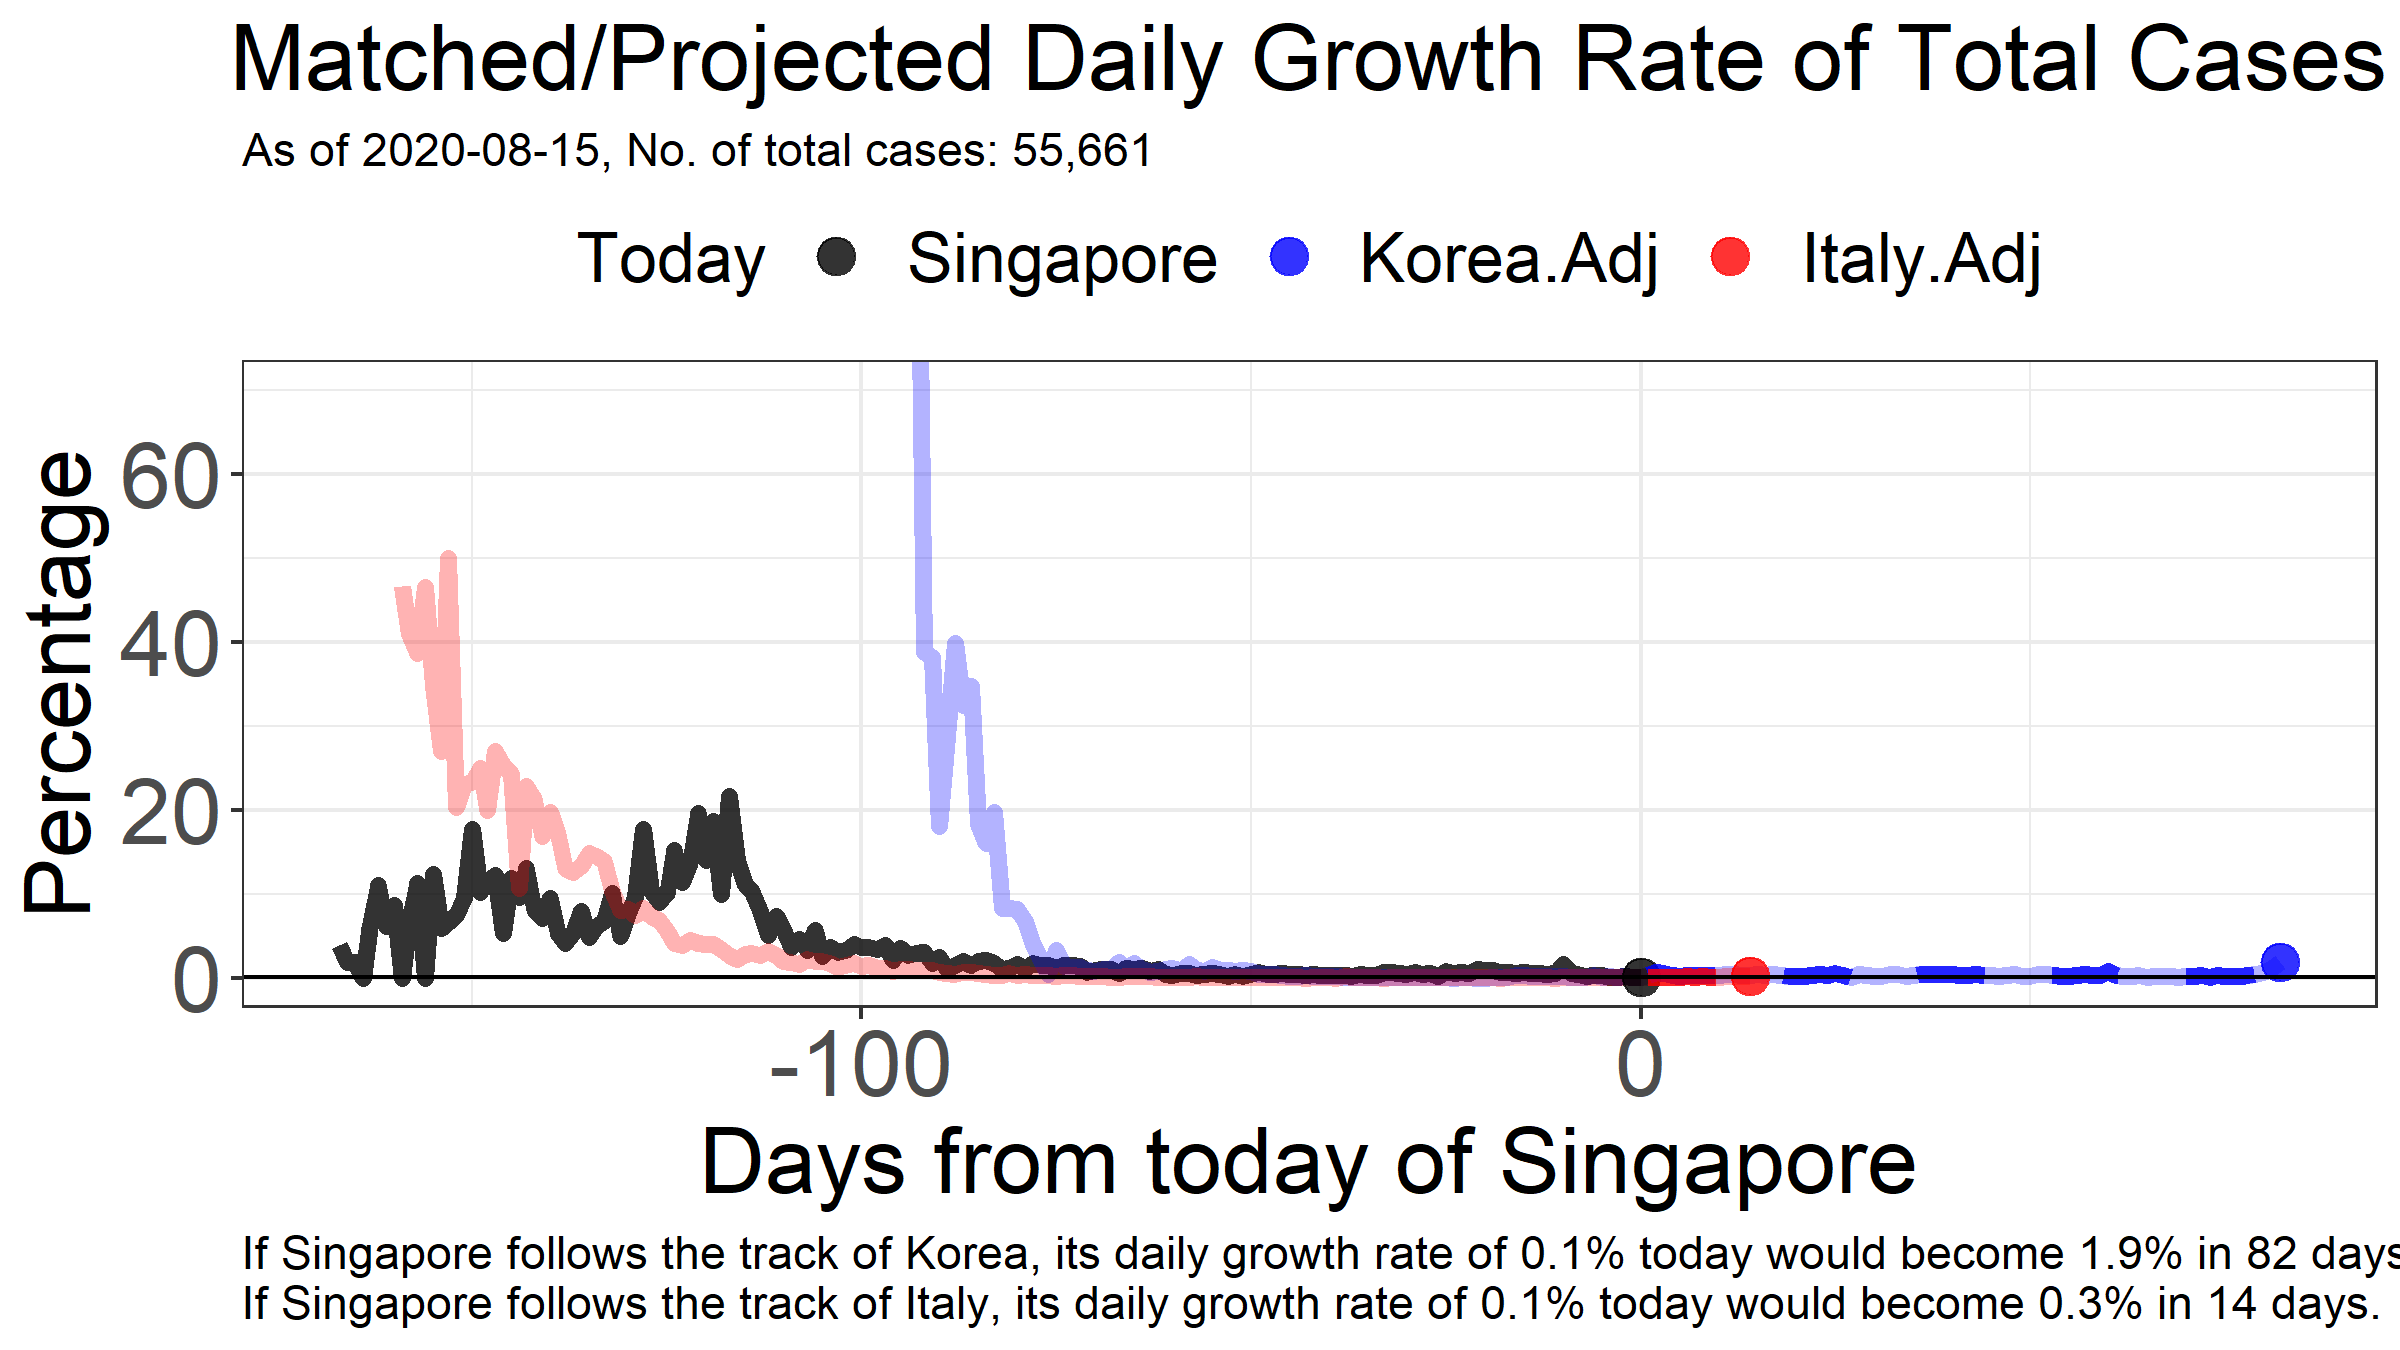 Matched/Projected Daily Growth Rate of Total Cases
As of 2020-08-15, No. of total cases: 55,661
Today Singapore Korea.Adj Italy.Adj
Percentage
60
40
20
0
-100 0
Days from today of Singapore
If Singapore follows the track of Korea, its daily growth rate of 0.1% today would become 1.9% in 82 days
If Singapore follows the track of Italy, its daily growth rate of 0.1% today would become 0.3% in 14 days.